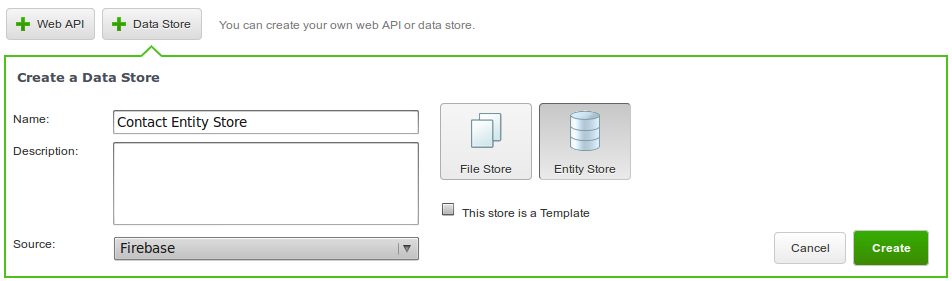 Web API
Data Store
You can create your own web API or data store.
Create a Data Store
Name:
Contact Entity Store
Description:
Source:
Firebase
File Store
Entity Store
This store is a Template
Cancel
Create